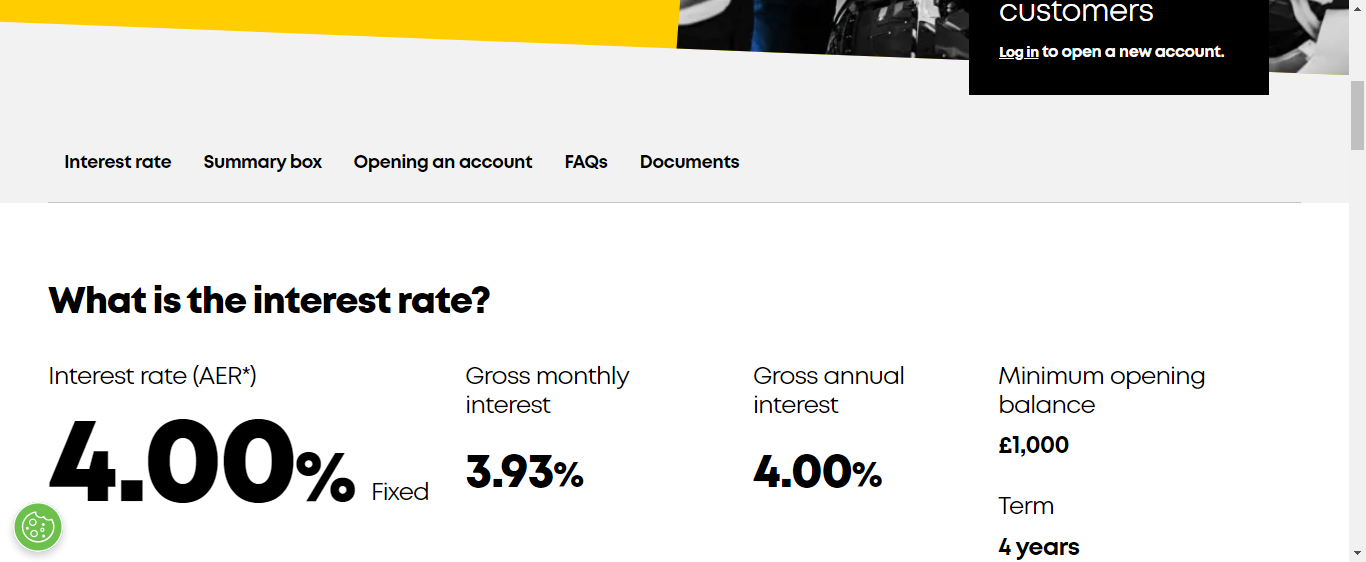 customers
Log in to open a new account.
Interest rate Summary box Opening an account FAQs Documents
What is the interest rate?
Interest rate (AER*)
4.00% Fixed
Gross monthly
interest
3.93%
Gross annual
interest
4.00%
Minimum opening
balance
£1,000
Term
4 years